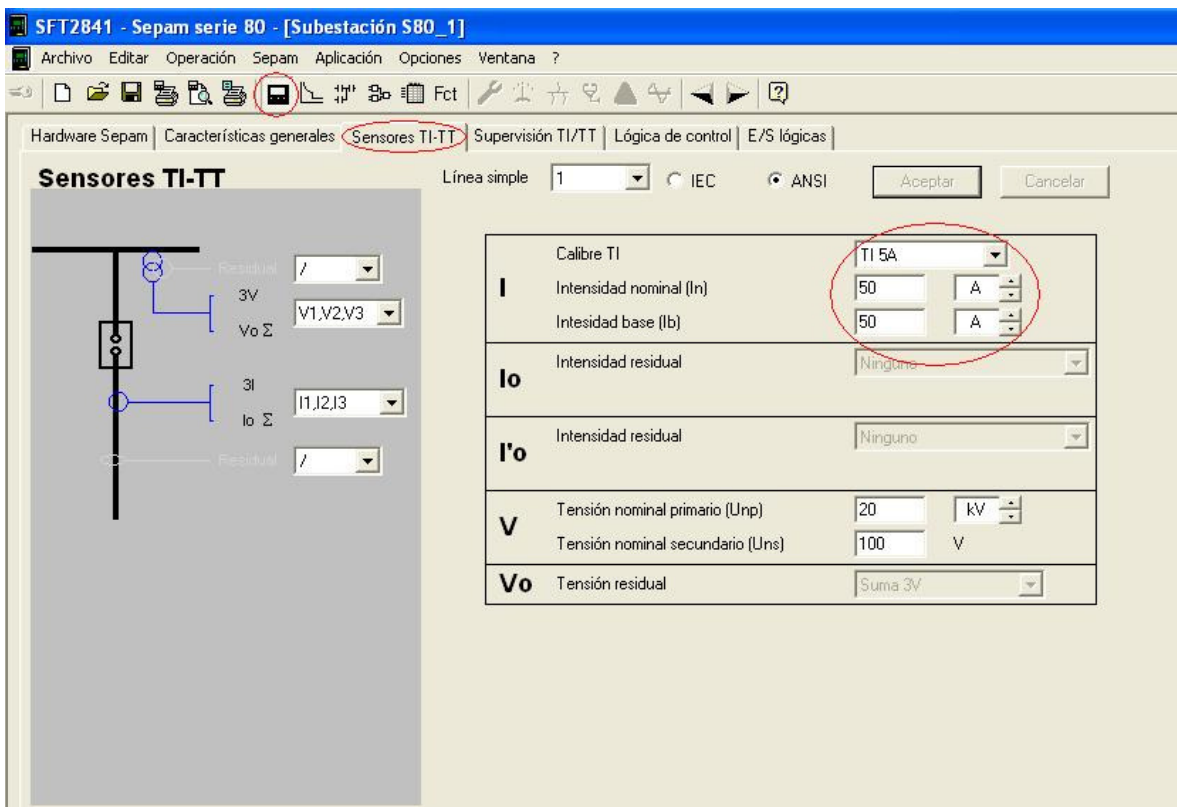 SFT2841 - Sepam serie 80 - [Subestación S80_1]
Archivo Editar Operación Sepam Aplicación Opciones Ventana ?
Fct
Hardware Sepam Características generales Sensores TI-TT Supervisión TI/TT Lógica de control E/S lógicas
Sensores TI-TT
Línea simple 1 IEC ANSI Aceptar Cancelar
Residual /
3V
Vo Σ
V1,V2,V3
3I
Io Σ
I1,I2,I3
Residual /
I
Calibre TI TI 5A
Intensidad nominal (In) 50 A
Intesidad base (Ib) 50 A
Io
Intensidad residual Ninguno
I'o
Intensidad residual Ninguno
V
Tensión nominal primario (Unp) 20 kV
Tensión nominal secundario (Uns) 100 V
Vo Tensión residual Suma 3V